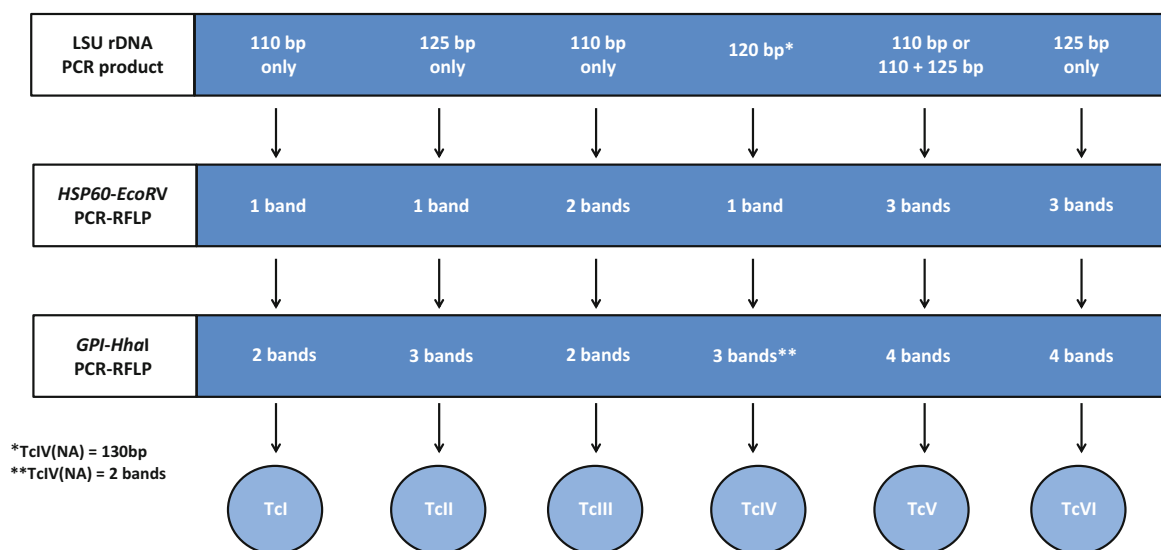 LSU rDNA
PCR product
110 bp
only
125 bp
only
110 bp
only
120 bp*
110 bp or
110 + 125 bp
125 bp
only
HSP60-EcoRV
PCR-RFLP
1 band
1 band
2 bands
1 band
3 bands
3 bands
GPI-HhaI
PCR-RFLP
2 bands
3 bands
2 bands
3 bands**
4 bands
4 bands
*TcIV(NA) = 130bp
**TcIV(NA) = 2 bands
TcI
TcII
TcIII
TcIV
TcV
TcVI